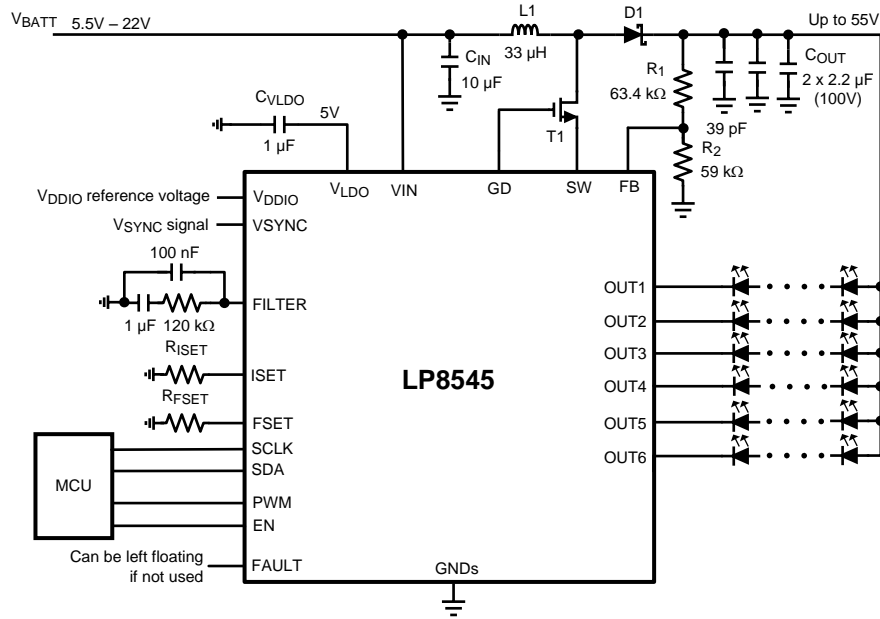 VBATT 5.5V – 22V
L1
33 µH
D1
Up to 55V
CIN
10 µF
R1
63.4 kΩ
COUT
2 x 2.2 µF
(100V)
CVLDO
1 µF
5V
T1
39 pF
R2
59 kΩ
VLDO
VIN
GD
SW
FB
VDDIO reference voltage
VDDIO
VSYNC signal
VSYNC
100 nF
1 µF
120 kΩ
FILTER
RISET
ISET
RFSET
FSET
LP8545
OUT1
OUT2
OUT3
OUT4
OUT5
OUT6
MCU
SCLK
SDA
PWM
EN
Can be left floating
if not used
FAULT
GNDs